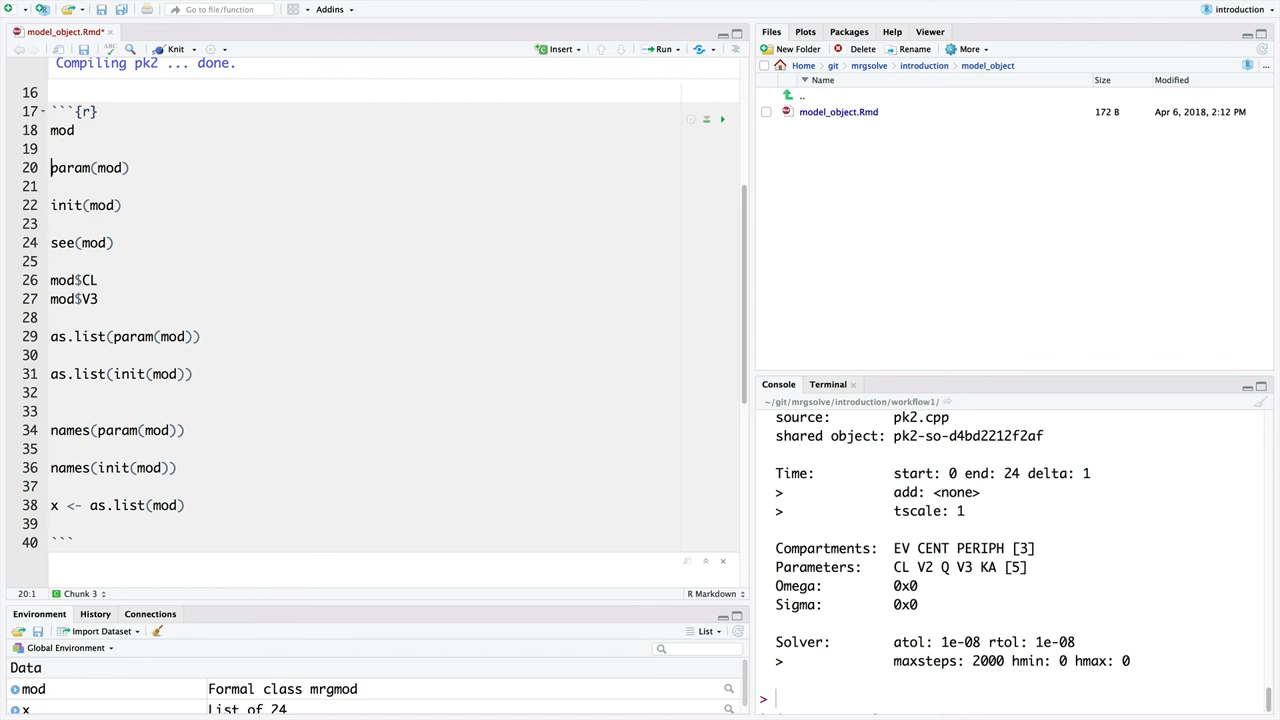 Go to file/function
Addins
introduction
model_object.Rmd*
Knit
Insert
Run
Compiling pk2 ... done.
16
17 ```{r}
18 mod
19
20 param(mod)
21
22 init(mod)
23
24 see(mod)
25
26 mod$CL
27 mod$V3
28
29 as.list(param(mod))
30
31 as.list(init(mod))
32
33
34 names(param(mod))
35
36 names(init(mod))
37
38 x <- as.list(mod)
39
40 ```
20:1 Chunk 3 R Markdown
Environment History Connections
Import Dataset List
Global Environment
Data
mod Formal class mrgmod
x List of 24
Files Plots Packages Help Viewer
New Folder Delete Rename More
Home git mrgsolve introduction model_object ...
Name Size Modified
..
model_object.Rmd 172 B Apr 6, 2018, 2:12 PM
Console Terminal
~/git/mrgsolve/introduction/workflow1/
source: pk2.cpp
shared object: pk2-so-d4bd2212f2af
Time: start: 0 end: 24 delta: 1
> add: <none>
> tscale: 1
Compartments: EV CENT PERIPH [3]
Parameters: CL V2 Q V3 KA [5]
Omega: 0x0
Sigma: 0x0
Solver: atol: 1e-08 rtol: 1e-08
> maxsteps: 2000 hmin: 0 hmax: 0
>